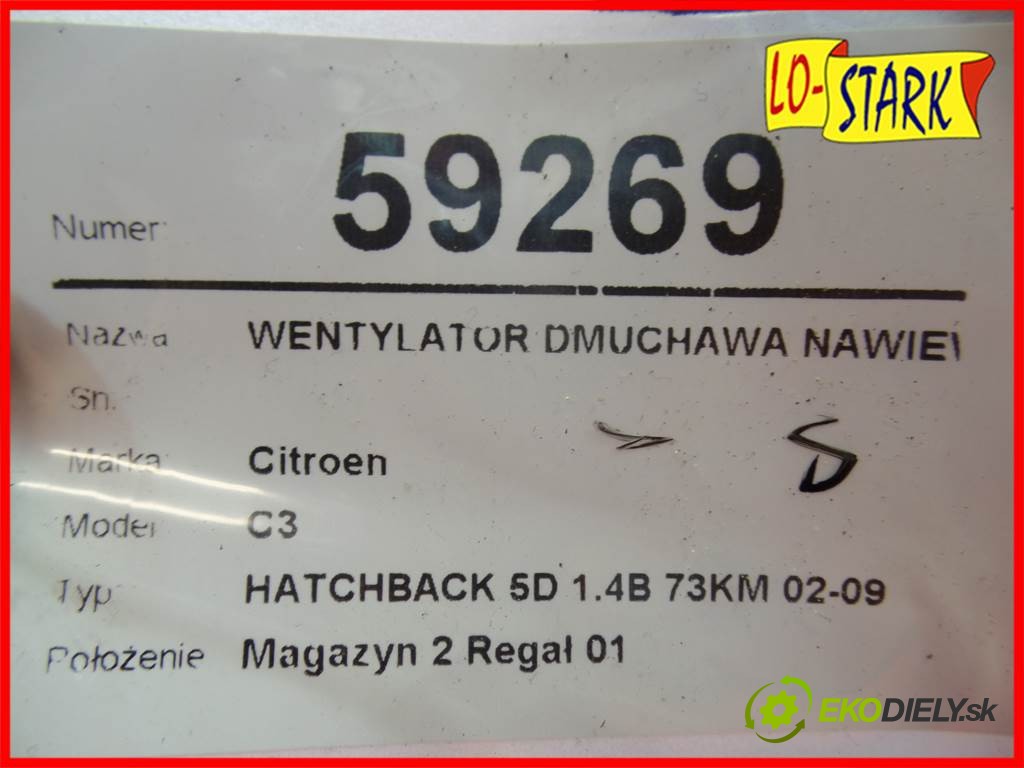 LO-STARK
Numer: 59269
Nazwa WENTYLATOR DMUCHAWA
Sn.
Marka Citroen
Model C3
Typ HATCHBACK 5D 1.4B 73KM 02-09
Położenie Magazyn 2 Regał 01
EKODIELY.sk